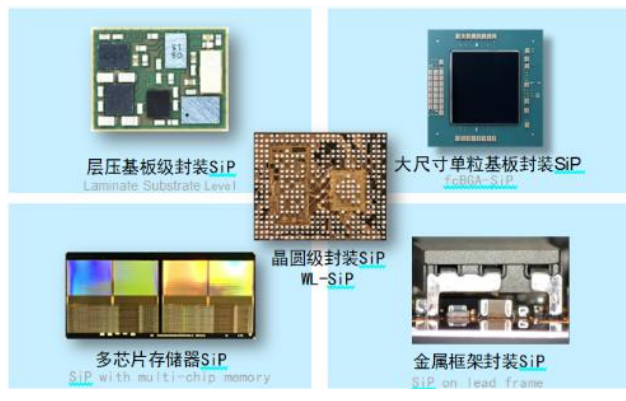 层压基板级封装SiP
Laminate Substrate Level
大尺寸单粒基板封装SiP
fcBGA-SiP
晶圆级封装SiP
WL-SiP
多芯片存储器SiP
SiP with multi-chip memory
金属框架封装SiP
SiP on lead frame